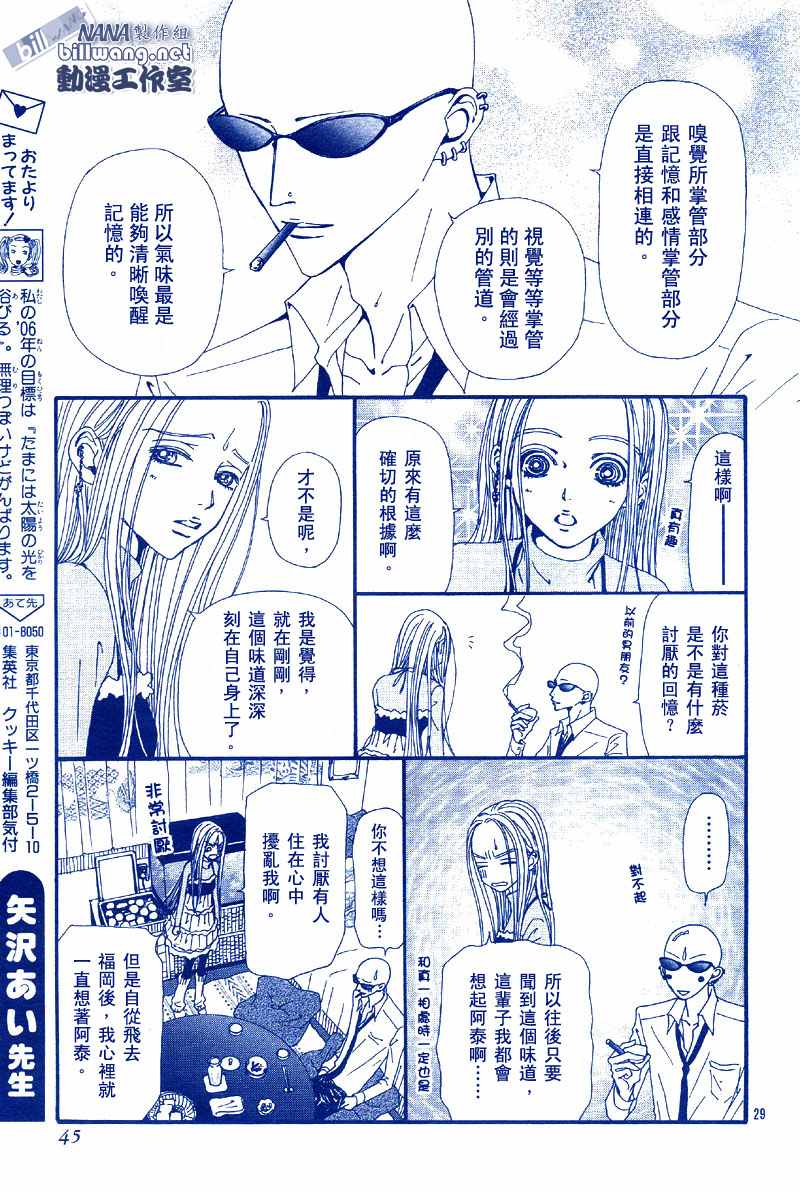 bill wang
NANA製作組
billwang.net
動漫工作室
嗅覺所掌管部分
跟記憶和感情掌管部分
是直接相連的。
視覺等等掌管
的則是會經過
別的管道。
所以氣味最是
能夠清晰喚醒
記憶的。
這樣啊——
真有趣
原來有這麼
確切的根據啊。
你對這種菸
是不是有什麼
討厭的回憶?
以前的男朋友?
才不是呢,
我是覺得,
就在剛剛,
這個味道深深
刻在自己身上了。
………
對不起
所以往後只要
聞到這個味道,
這輩子我都會
想起阿泰啊……
和真一相處時一定也是
你不想這樣嗎…
我討厭有人
住在心中
擾亂我啊。
非常討厭
但是自從飛去
福岡後,我心裡就
一直想著阿泰
29
45
おたより
まってます!
私の'06年の目標は『たまには太陽の光を
浴びる』。無理っぽいけどがんばります。
あて先
01-8050
東京都千代田区一ツ橋2-5-10
集英社 クッキー編集部気付
矢沢あい先生